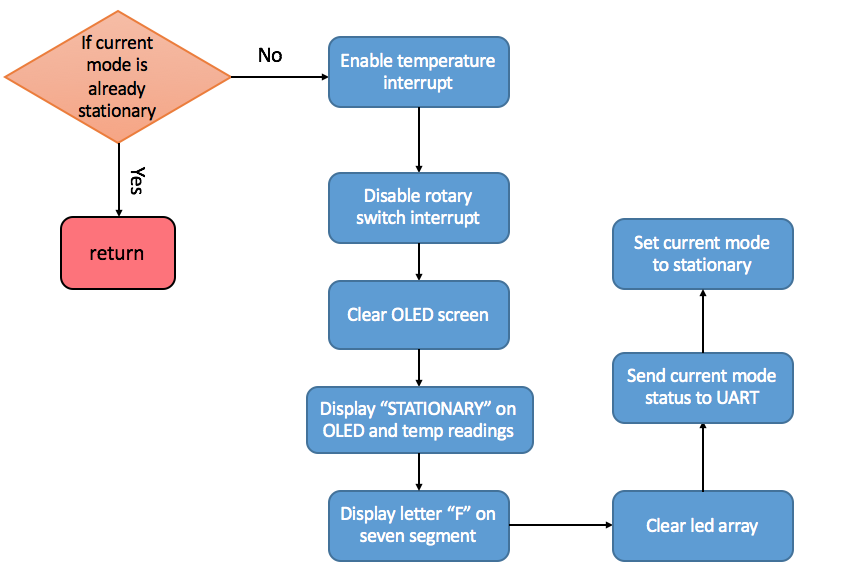 If current
mode is
already
stationary
No
Yes
return
Enable temperature
interrupt
Disable rotary
switch interrupt
Clear OLED screen
Display “STATIONARY” on
OLED and temp readings
Display letter “F” on
seven segment
Clear led array
Send current mode
status to UART
Set current mode
to stationary